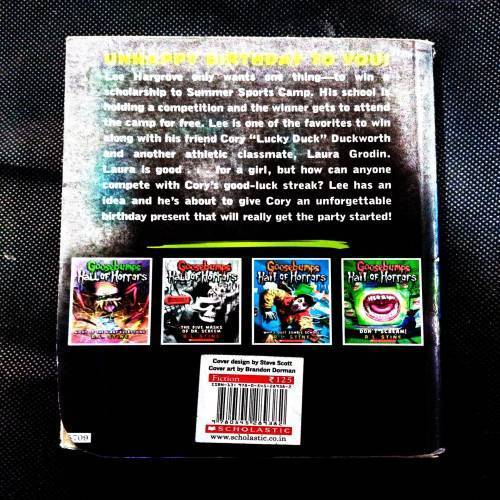 UNHAPPY BIRTHDAY TO YOU!
Lee Hargrove only wants one thing—to win a
scholarship to Summer Sports Camp. His school is
holding a competition and the winner gets to attend
the camp for free. Lee is one of the favorites to win
along with his friend Cory "Lucky Duck" Duckworth
and another athletic classmate, Laura Grodin.
Laura is good . . . for a girl, but how can anyone
compete with Cory's good-luck streak? Lee has an
idea and he's about to give Cory an unforgettable
birthday present that will really get the party started!
Goosebumps
Hall of Horrors
R.L. STINE
Goosebumps
Hall of Horrors
THE FIVE MASKS
OF DR. SCREEM
R.L. STINE
Goosebumps
Hall of Horrors
R.L. STINE
Goosebumps
Hall of Horrors
DON'T SCREAM!
R.L. STINE
Cover design by Steve Scott
Cover art by Brandon Dorman
Fiction ₹125
SCHOLASTIC
www.scholastic.co.in